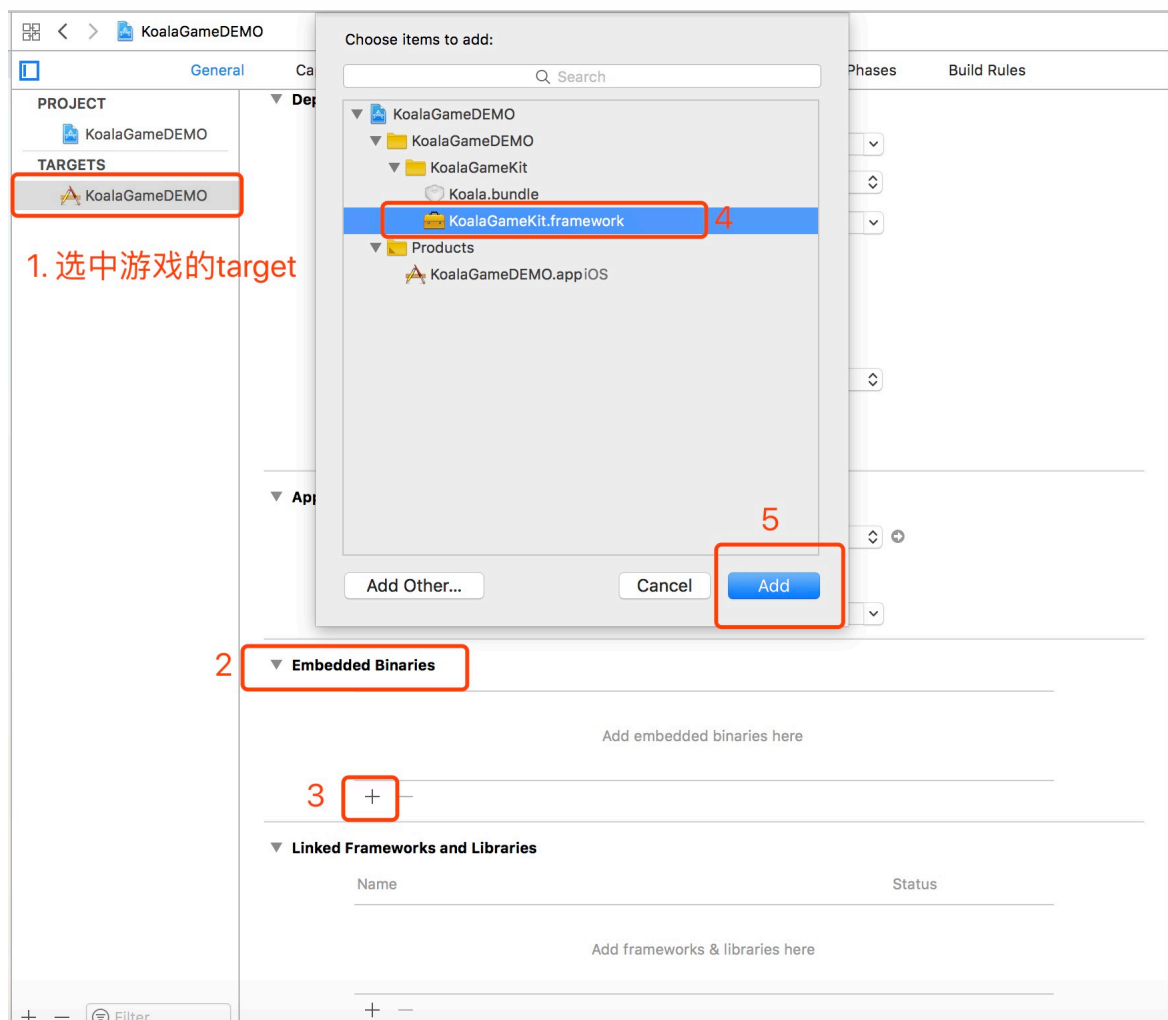 KoalaGameDEMO
Choose items to add:
Search
General
Ca
Phases
Build Rules
PROJECT
KoalaGameDEMO
TARGETS
KoalaGameDEMO
1. 选中游戏的target
Dep
KoalaGameDEMO
KoalaGameDEMO
KoalaGameKit
Koala.bundle
KoalaGameKit.framework
4
Products
KoalaGameDEMO.app iOS
App
5
Add Other...
Cancel
Add
2
Embedded Binaries
Add embedded binaries here
3
+ −
Linked Frameworks and Libraries
Name Status
Add frameworks & libraries here
+ −
+ − Filter